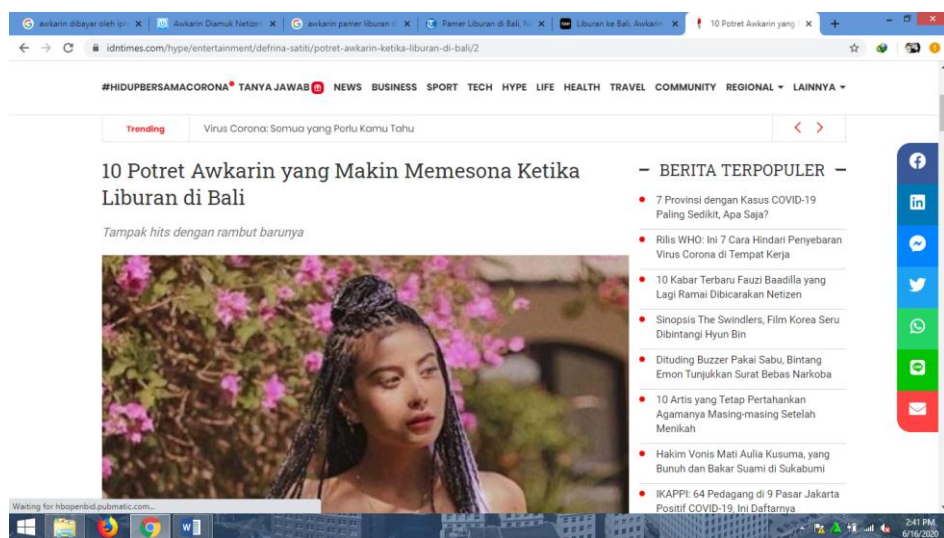 awkarin dibayar oleh iph
Awkarin Diamuk Netizen
awkarin pamer liburan d
Pamer Liburan di Bali, N
Liburan ke Bali, Awkarin
10 Potret Awkarin yang
idntimes.com/hype/entertainment/defrina-satiti/potret-awkarin-ketika-liburan-di-bali/2
#HIDUPBERSAMACORONA TANYA JAWAB NEWS BUSINESS SPORT TECH HYPE LIFE HEALTH TRAVEL COMMUNITY REGIONAL LAINNYA
Trending Virus Corona: Semua yang Perlu Kamu Tahu
10 Potret Awkarin yang Makin Memesona Ketika
Liburan di Bali
Tampak hits dengan rambut barunya
BERITA TERPOPULER
7 Provinsi dengan Kasus COVID-19
Paling Sedikit, Apa Saja?
Rilis WHO: Ini 7 Cara Hindari Penyebaran
Virus Corona di Tempat Kerja
10 Kabar Terbaru Fauzi Baadilla yang
Lagi Ramai Dibicarakan Netizen
Sinopsis The Swindlers, Film Korea Seru
Dibintangi Hyun Bin
Dituding Buzzer Pakai Sabu, Bintang
Emon Tunjukkan Surat Bebas Narkoba
10 Artis yang Tetap Pertahankan
Agamanya Masing-masing Setelah
Menikah
Hakim Vonis Mati Aulia Kusuma, yang
Bunuh dan Bakar Suami di Sukabumi
IKAPPI: 64 Pedagang di 9 Pasar Jakarta
Positif COVID-19, Ini Daftarnya
Waiting for hbopenbid.pubmatic.com...
2:41 PM
6/16/2020